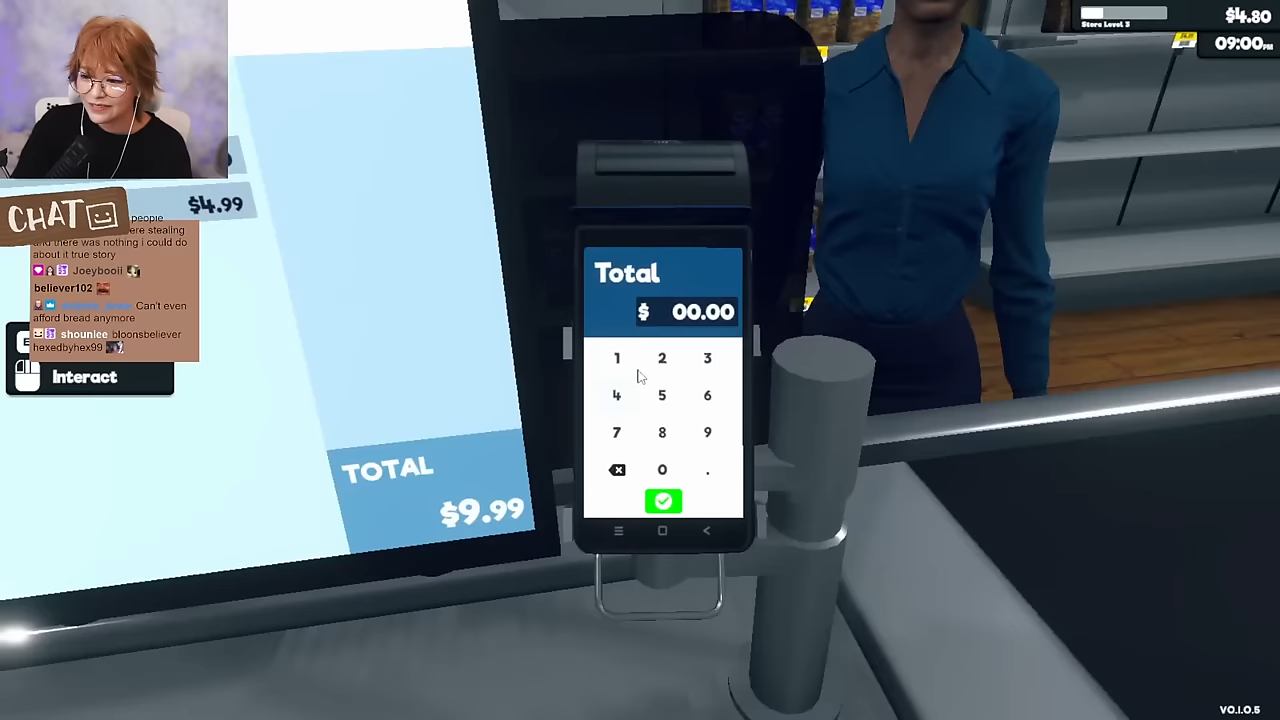 $4.80
Store Level 3
09:00PM
$4.99
CHAT
people
ere stealing
and there was nothing i could do
about it true story
Joeybooii
believer102
Can't even
afford bread anymore
shounlee bloonsbeliever
hexedbyhex99
Interact
TOTAL
$9.99
Total
$ 00.00
1 2 3
4 5 6
7 8 9
0 .
V0.1.0.5